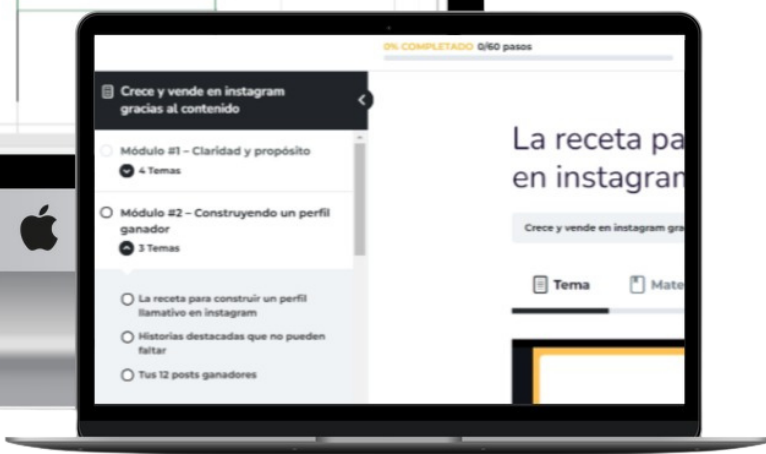 0% COMPLETADO 0/60 pasos
Crece y vende en instagram
gracias al contenido
Módulo #1 – Claridad y propósito
4 Temas
Módulo #2 – Construyendo un perfil
ganador
3 Temas
La receta para construir un perfil
llamativo en instagram
Historias destacadas que no pueden
faltar
Tus 12 posts ganadores
La receta pa
en instagran
Crece y vende en instagram gra
Tema
Mate